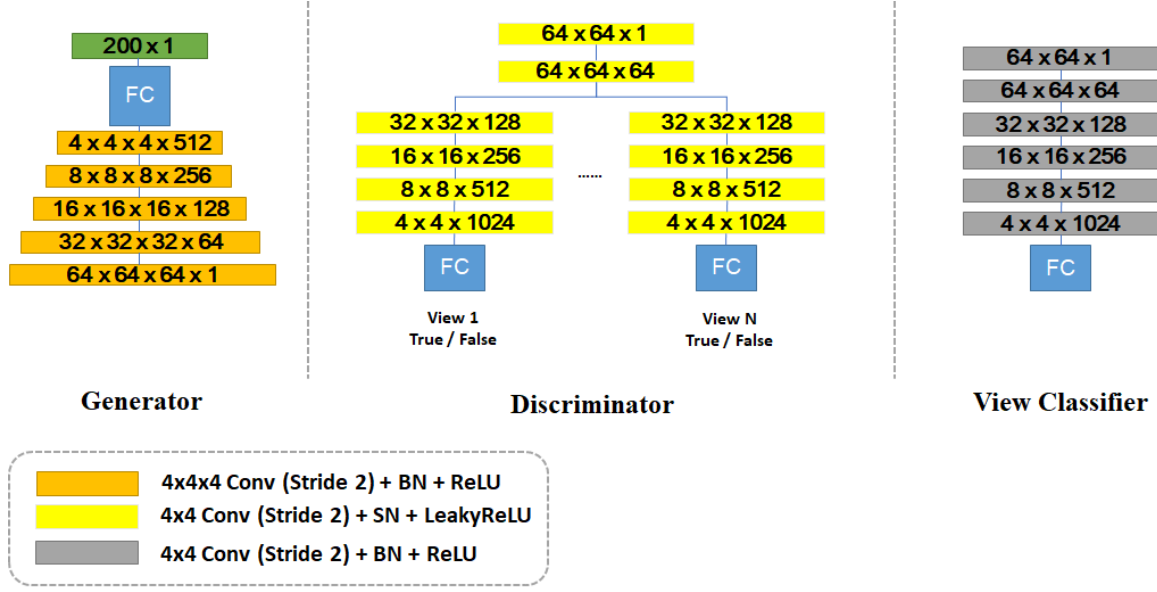 200 x 1
FC
4 x 4 x 4 x 512
8 x 8 x 8 x 256
16 x 16 x 16 x 128
32 x 32 x 32 x 64
64 x 64 x 64 x 1
Generator
64 x 64 x 1
64 x 64 x 64
32 x 32 x 128
16 x 16 x 256
8 x 8 x 512
4 x 4 x 1024
FC
View 1
True / False
......
32 x 32 x 128
16 x 16 x 256
8 x 8 x 512
4 x 4 x 1024
FC
View N
True / False
Discriminator
64 x 64 x 1
64 x 64 x 64
32 x 32 x 128
16 x 16 x 256
8 x 8 x 512
4 x 4 x 1024
FC
View Classifier
4x4x4 Conv (Stride 2) + BN + ReLU
4x4 Conv (Stride 2) + SN + LeakyReLU
4x4 Conv (Stride 2) + BN + ReLU